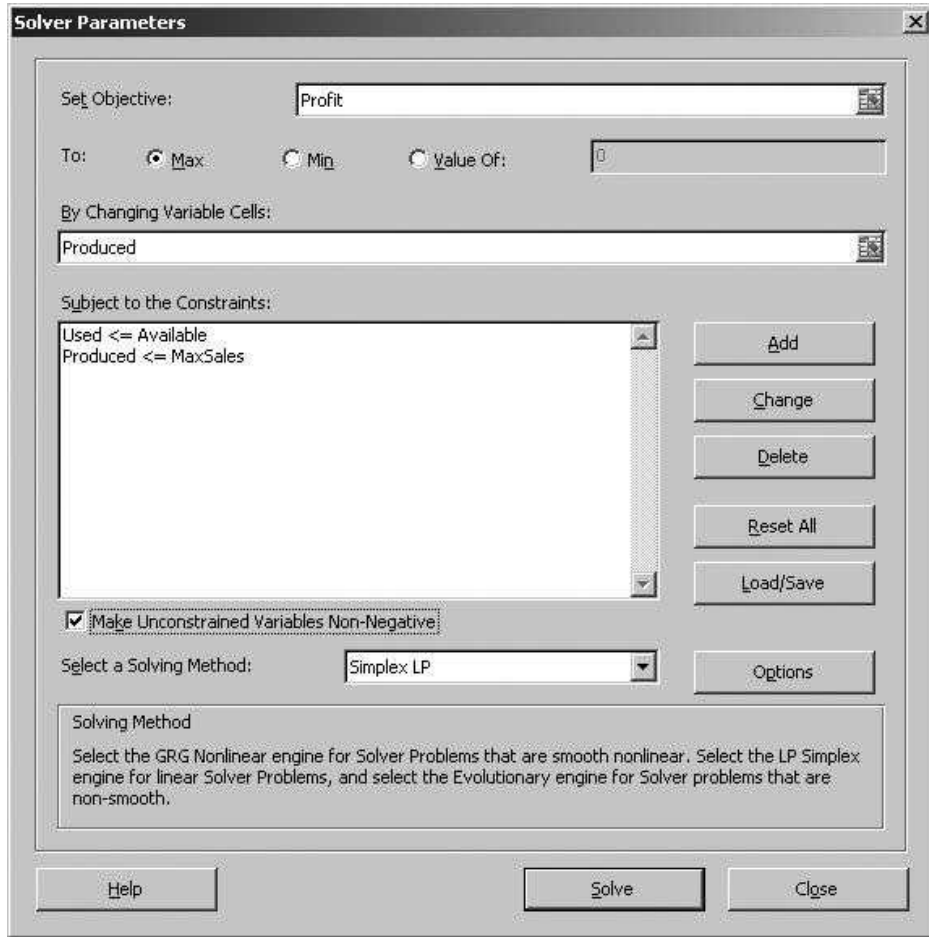 Solver Parameters
Set Objective:
Profit
To:
Max
Min
Value Of:
0
By Changing Variable Cells:
Produced
Subject to the Constraints:
Used <= Available
Produced <= MaxSales
Add
Change
Delete
Reset All
Load/Save
Make Unconstrained Variables Non-Negative
Select a Solving Method:
Simplex LP
Options
Solving Method
Select the GRG Nonlinear engine for Solver Problems that are smooth nonlinear. Select the LP Simplex
engine for linear Solver Problems, and select the Evolutionary engine for Solver problems that are
non-smooth.
Help
Solve
Close